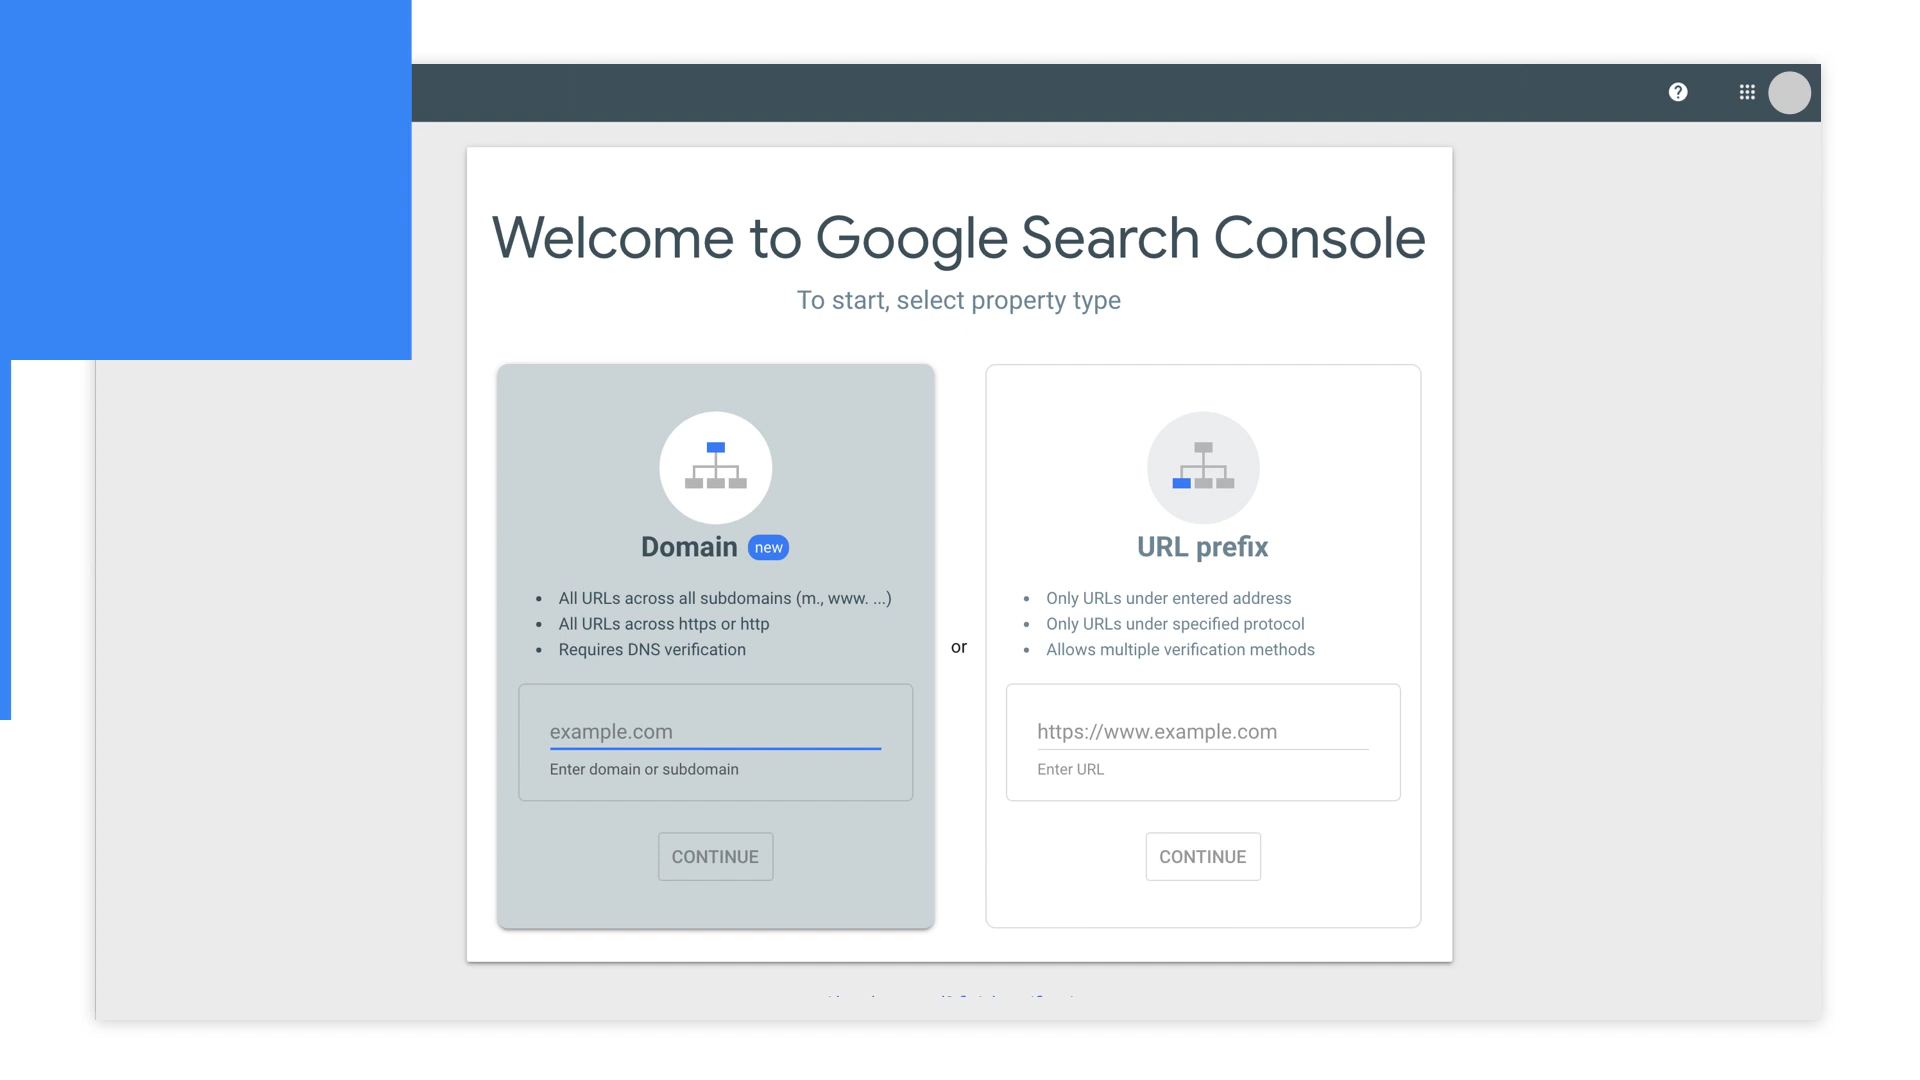 Welcome to Google Search Console
To start, select property type
Domain new
All URLs across all subdomains (m., www. ...)
All URLs across https or http
Requires DNS verification
example.com
Enter domain or subdomain
CONTINUE
or
URL prefix
Only URLs under entered address
Only URLs under specified protocol
Allows multiple verification methods
https://www.example.com
Enter URL
CONTINUE